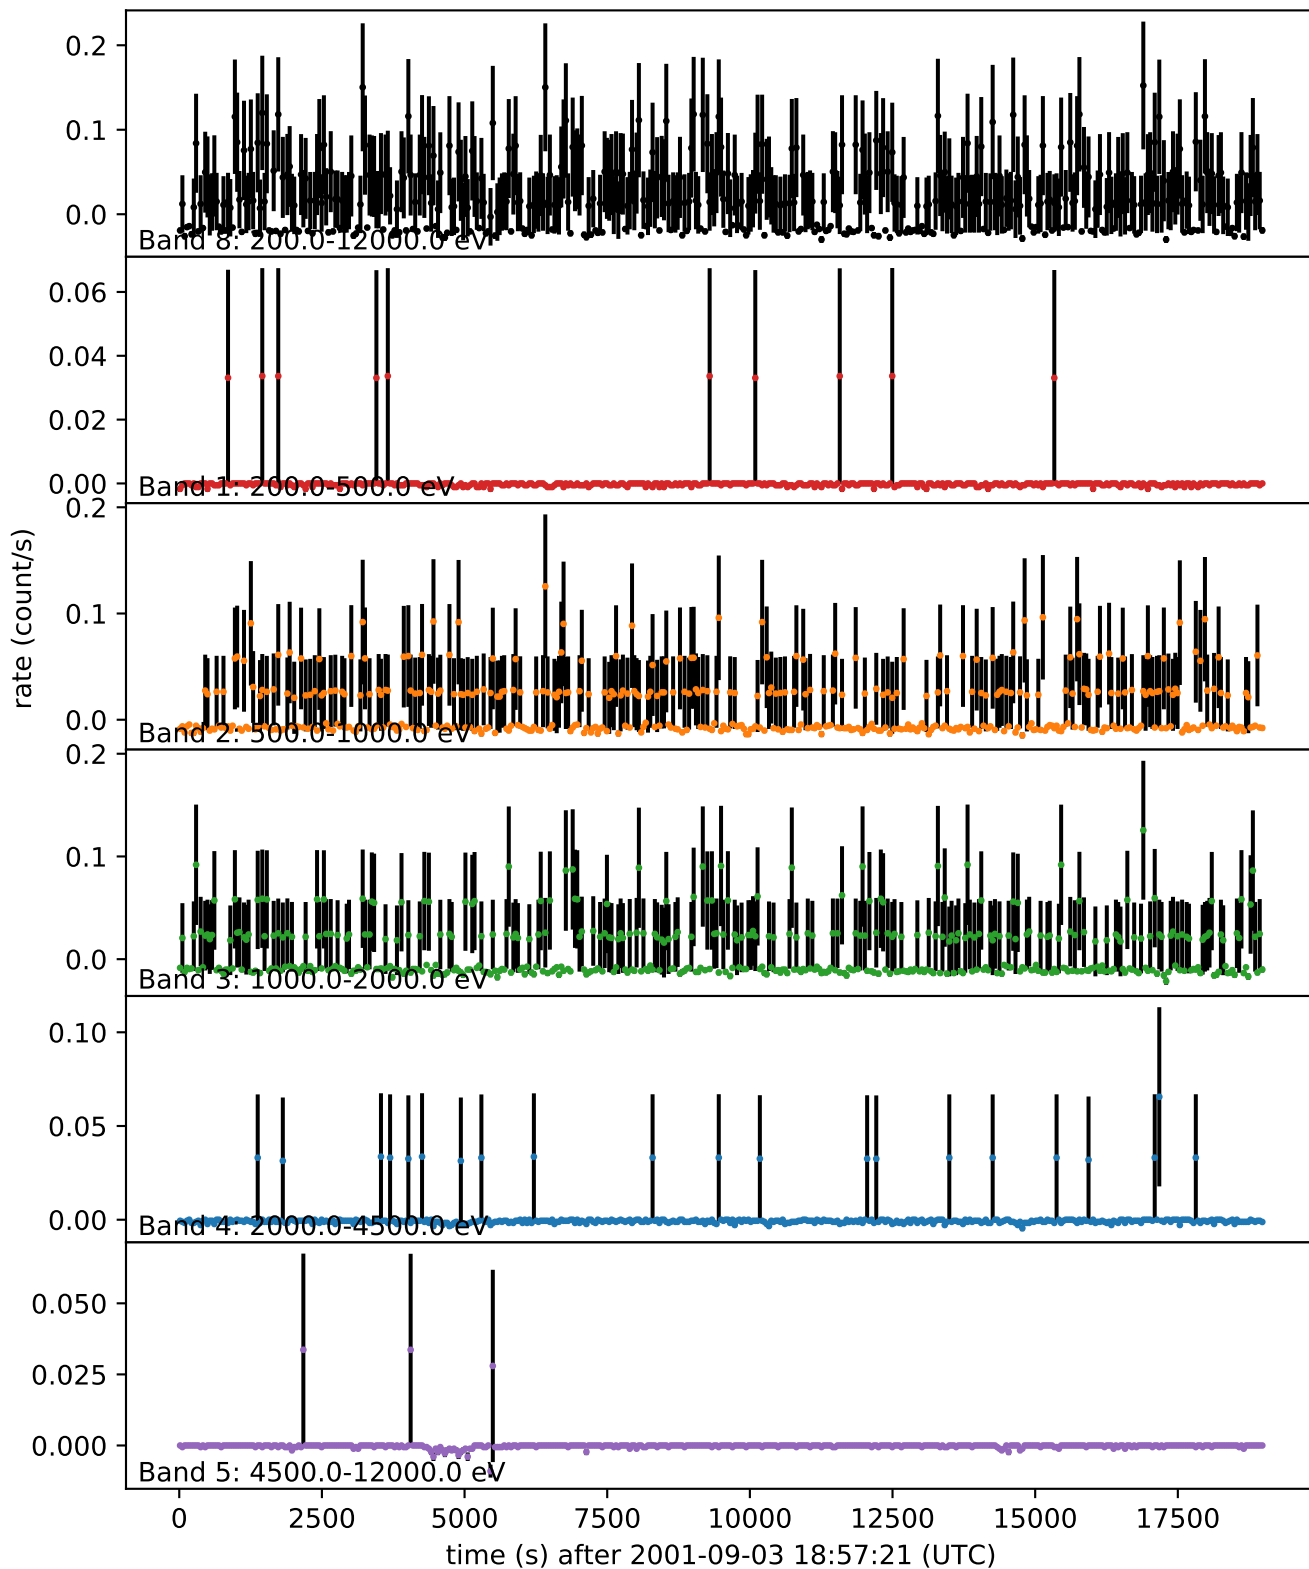 0.2
0.1
0.0
Band 8: 200.0-12000.0 eV
0.06
0.04
0.02
0.00
Band 1: 200.0-500.0 eV
0.2
0.1
0.0
Band 2: 500.0-1000.0 eV
rate (count/s)
0.2
0.1
0.0
Band 3: 1000.0-2000.0 eV
0.10
0.05
0.00
Band 4: 2000.0-4500.0 eV
0.050
0.025
0.000
Band 5: 4500.0-12000.0 eV
0 2500 5000 7500 10000 12500 15000 17500
time (s) after 2001-09-03 18:57:21 (UTC)